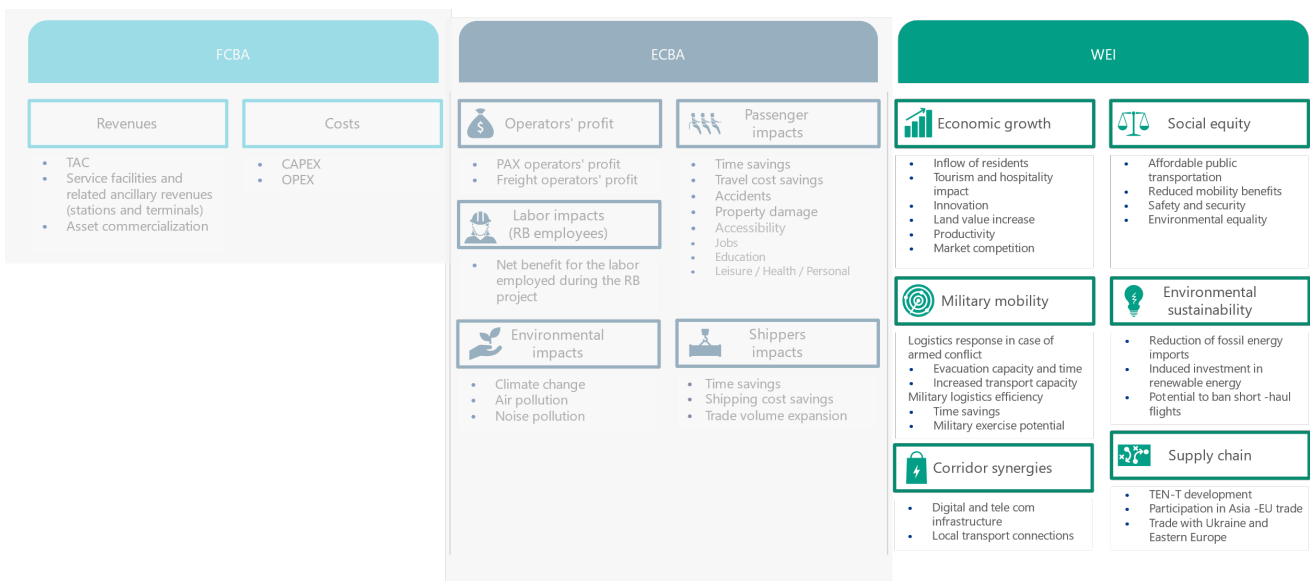 FCBA
Revenues
• TAC
• Service facilities and
related ancillary revenues
(stations and terminals)
• Asset commercialization
Costs
• CAPEX
• OPEX
ECBA
$
Operators' profit
• PAX operators' profit
• Freight operators' profit
Labor impacts
(RB employees)
• Net benefit for the labor
employed during the RB
project
Environmental
impacts
• Climate change
• Air pollution
• Noise pollution
Passenger
impacts
• Time savings
• Travel cost savings
• Accidents
• Property damage
• Accessibility
• Jobs
• Education
• Leisure / Health / Personal
Shippers
impacts
• Time savings
• Shipping cost savings
• Trade volume expansion
WEI
Economic growth
• Inflow of residents
• Tourism and hospitality
impact
• Innovation
• Land value increase
• Productivity
• Market competition
Military mobility
Logistics response in case of
armed conflict
• Evacuation capacity and time
• Increased transport capacity
Military logistics efficiency
• Time savings
• Military exercise potential
Corridor synergies
• Digital and tele com
infrastructure
• Local transport connections
Social equity
• Affordable public
transportation
• Reduced mobility benefits
• Safety and security
• Environmental equality
Environmental
sustainability
• Reduction of fossil energy
imports
• Induced investment in
renewable energy
• Potential to ban short -haul
flights
Supply chain
• TEN-T development
• Participation in Asia -EU trade
• Trade with Ukraine and
Eastern Europe